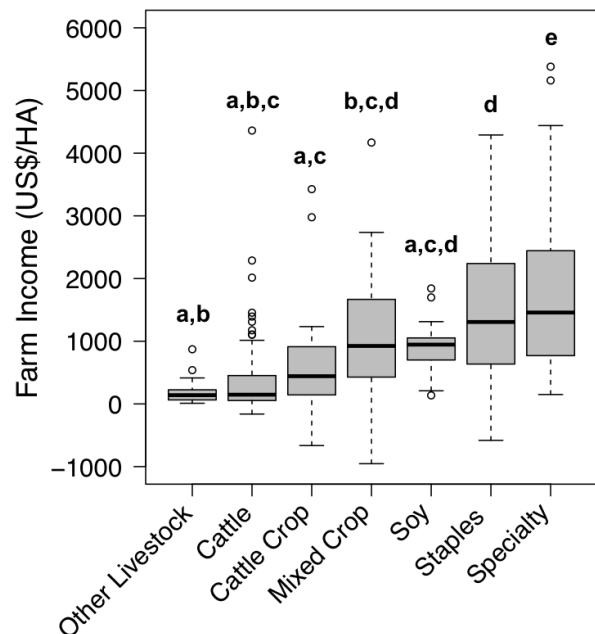 Farm Income (US$/HA)
6000
5000
4000
3000
2000
1000
0
−1000
a,b
a,b,c
a,c
b,c,d
a,c,d
d
e
Other Livestock
Cattle
Cattle Crop
Mixed Crop
Soy
Staples
Specialty